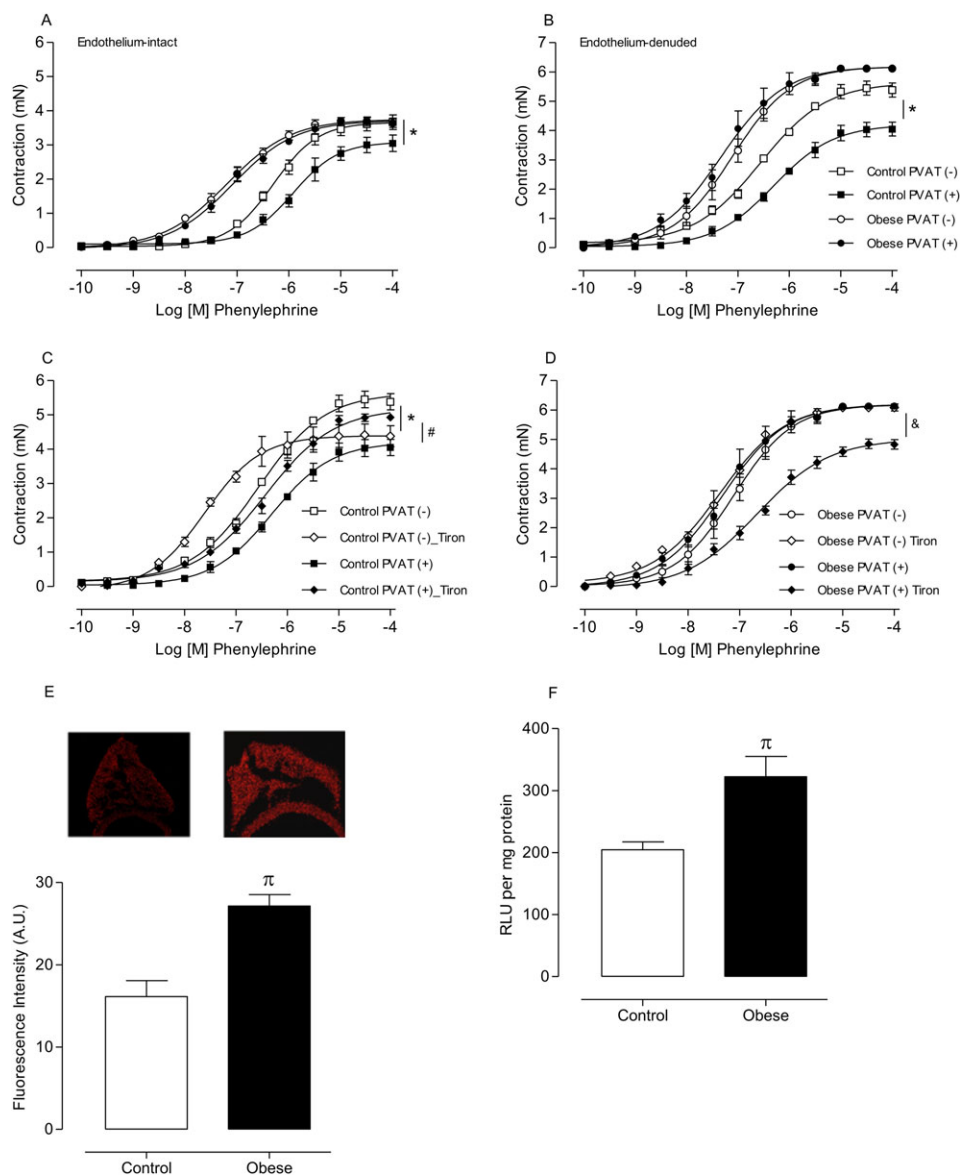 A
Endothelium-intact
Contraction (mN)
6
5
4
3
2
1
0
*
-10 -9 -8 -7 -6 -5 -4
Log [M] Phenylephrine
B
Endothelium-denuded
Contraction (mN)
7
6
5
4
3
2
1
0
*
Control PVAT (-)
Control PVAT (+)
Obese PVAT (-)
Obese PVAT (+)
-10 -9 -8 -7 -6 -5 -4
Log [M] Phenylephrine
C
Contraction (mN)
6
5
4
3
2
1
0
*
#
Control PVAT (-)
Control PVAT (-)_Tiron
Control PVAT (+)
Control PVAT (+)_Tiron
-10 -9 -8 -7 -6 -5 -4
Log [M] Phenylephrine
D
Contraction (mN)
7
6
5
4
3
2
1
0
&
Obese PVAT (-)
Obese PVAT (-) Tiron
Obese PVAT (+)
Obese PVAT (+) Tiron
-10 -9 -8 -7 -6 -5 -4
Log [M] Phenylephrine
E
Fluorescence Intensity (A.U.)
30
20
10
0
π
Control Obese
F
RLU per mg protein
400
300
200
100
0
π
Control Obese